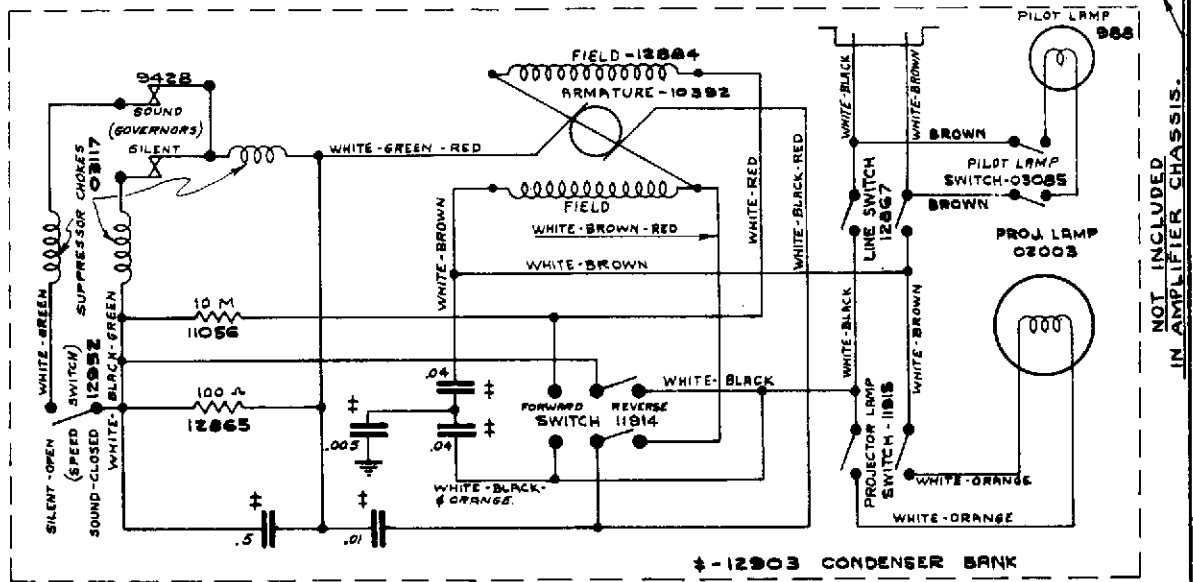 PILOT LAMP
988
FIELD-12884
ARMATURE-10392
9428
SOUND
(GOVERNORS)
SILENT
SUPPRESSOR CHOKES
03117
WHITE-GREEN-RED
WHITE-BLACK
WHITE-BROWN
BROWN
PILOT LAMP
SWITCH-03085
BROWN
LINE SWITCH
12867
WHITE-RED
WHITE-BLACK-RED
FIELD
WHITE-BROWN-RED
WHITE-BROWN
WHITE-BROWN
PROJ. LAMP
02003
NOT INCLUDED
IN AMPLIFIER CHASSIS.
WHITE-GREEN
WHITE-BLACK-GREEN
10 M
11056
WHITE-BLACK
WHITE-BROWN
SILENT-OPEN
(SPEED SWITCH)
12952
SOUND-CLOSED
100 Ω
12865
.04 ‡
‡ .005
.04 ‡
FORWARD REVERSE
SWITCH 11914
WHITE-BLACK
PROJECTOR LAMP
SWITCH-11915
WHITE-BLACK-
& ORANGE.
WHITE-ORANGE
WHITE-ORANGE
‡ .5
‡ .01
‡-12903 CONDENSER BANK